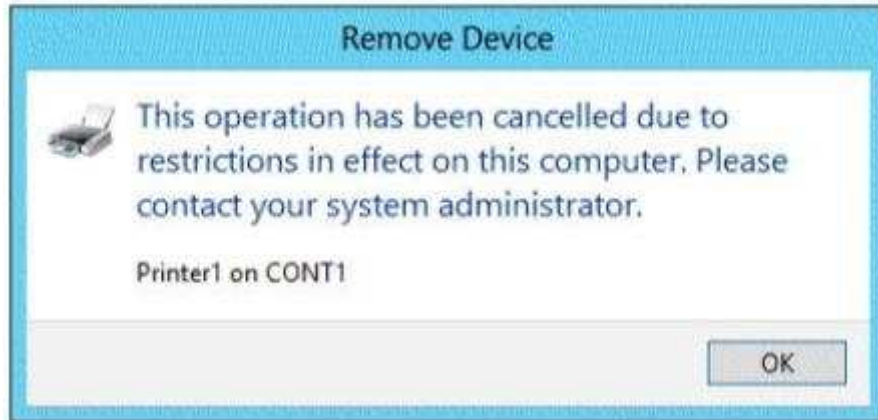 Remove Device
This operation has been cancelled due to
restrictions in effect on this computer. Please
contact your system administrator.
Printer1 on CONT1
OK